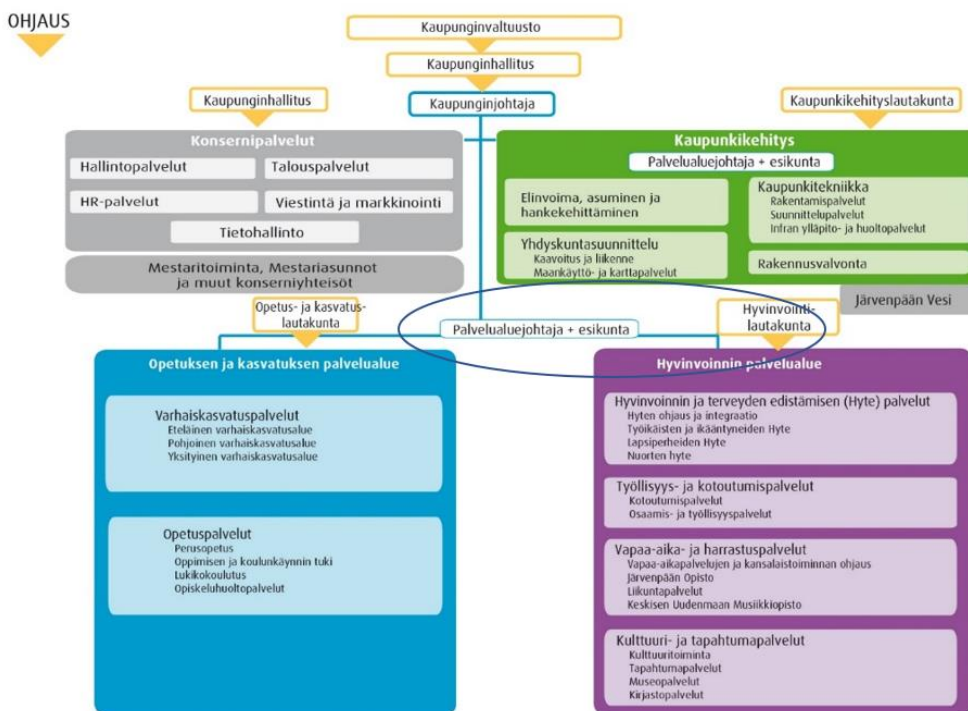 OHJAUS
Kaupunginvaltuusto
Kaupunginhallitus
Kaupunginjohtaja
Kaupunginhallitus
Kaupunkikehityslautakunta
Konsernipalvelut
Hallintopalvelut
Talouspalvelut
HR-palvelut
Viestintä ja markkinointi
Tietohallinto
Mestaritoiminta, Mestariasunnot
ja muut konserniyhteisöt
Kaupunkikehitys
Palvelualuejohtaja + esikunta
Elinvoima, asuminen ja
hankekehittäminen
Yhdyskuntasuunnittelu
Kaavoitus ja liikenne
Maankäyttö- ja karttapalvelut
Kaupunkitekniikka
Rakentamispalvelut
Suunnittelupalvelut
Infran ylläpito- ja huoltopalvelut
Rakennusvalvonta
Järvenpään Vesi
Opetus- ja kasvatus-
lautakunta
Palvelualuejohtaja + esikunta
Hyvinvointi-
lautakunta
Opetuksen ja kasvatuksen palvelualue
Varhaiskasvatuspalvelut
Eteläinen varhaiskasvatusalue
Pohjoinen varhaiskasvatusalue
Yksityinen varhaiskasvatusalue
Opetuspalvelut
Perusopetus
Oppimisen ja koulunkäynnin tuki
Lukikokoulutus
Opiskeluhuoltopalvelut
Hyvinvoinnin palvelualue
Hyvinvoinnin ja terveyden edistämisen (Hyte) palvelut
Hyten ohjaus ja integraatio
Työikäisten ja ikääntyneiden Hyte
Lapsiperheiden Hyte
Nuorten hyte
Työllisyys- ja kotoutumispalvelut
Kotoutumispalvelut
Osaamis- ja työllisyyspalvelut
Vapaa-aika- ja harrastuspalvelut
Vapaa-aikapalvelujen ja kansalaistoiminnan ohjaus
Järvenpään Opisto
Liikuntapalvelut
Keskisen Uudenmaan Musiikkiopisto
Kulttuuri- ja tapahtumapalvelut
Kulttuuritoiminta
Tapahtumapalvelut
Museopalvelut
Kirjastopalvelut